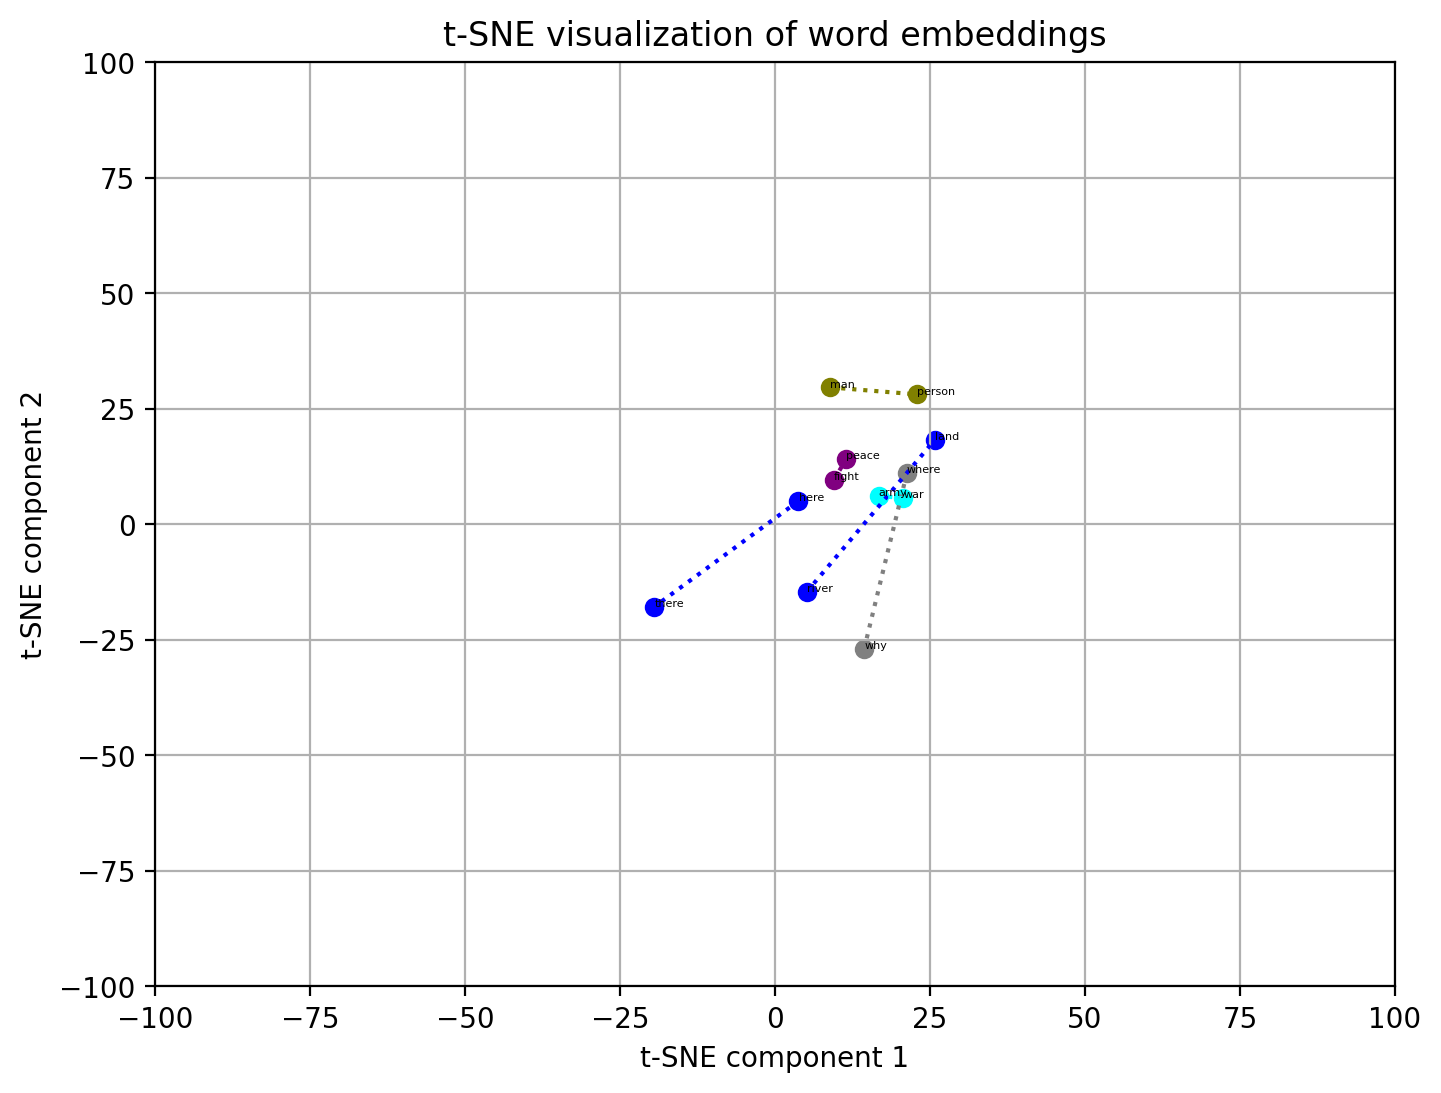 t-SNE visualization of word embeddings
100
75
50
25
0
−25
−50
−75
−100
t-SNE component 2
man
person
land
peace
where
fight
army
war
here
river
there
why
−100
−75
−50
−25
0
25
50
75
100
t-SNE component 1